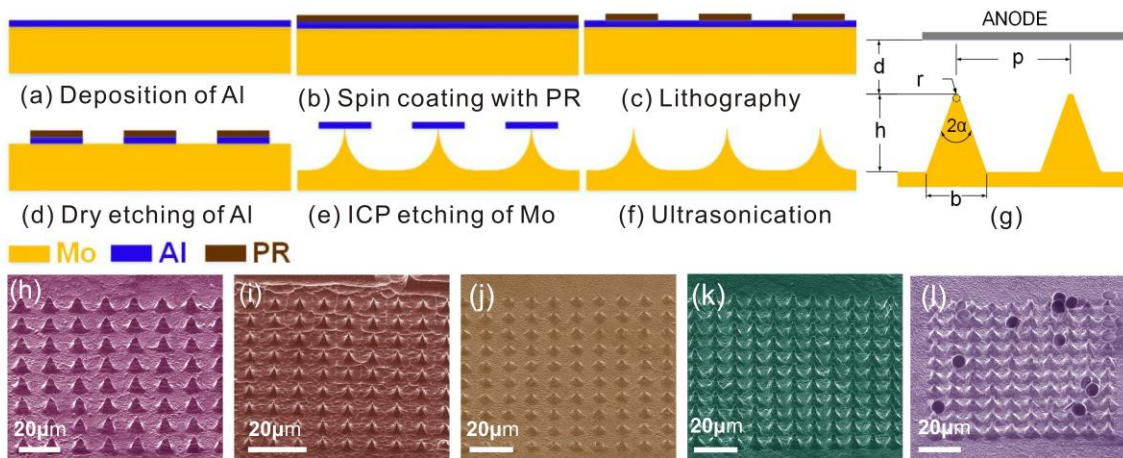 (a) Deposition of Al
(b) Spin coating with PR
(c) Lithography
(d) Dry etching of Al
(e) ICP etching of Mo
(f) Ultrasonication
ANODE
d
p
r
h
2α
b
(g)
Mo
Al
PR
(h)
20μm
(i)
20μm
(j)
20μm
(k)
20μm
(l)
20μm